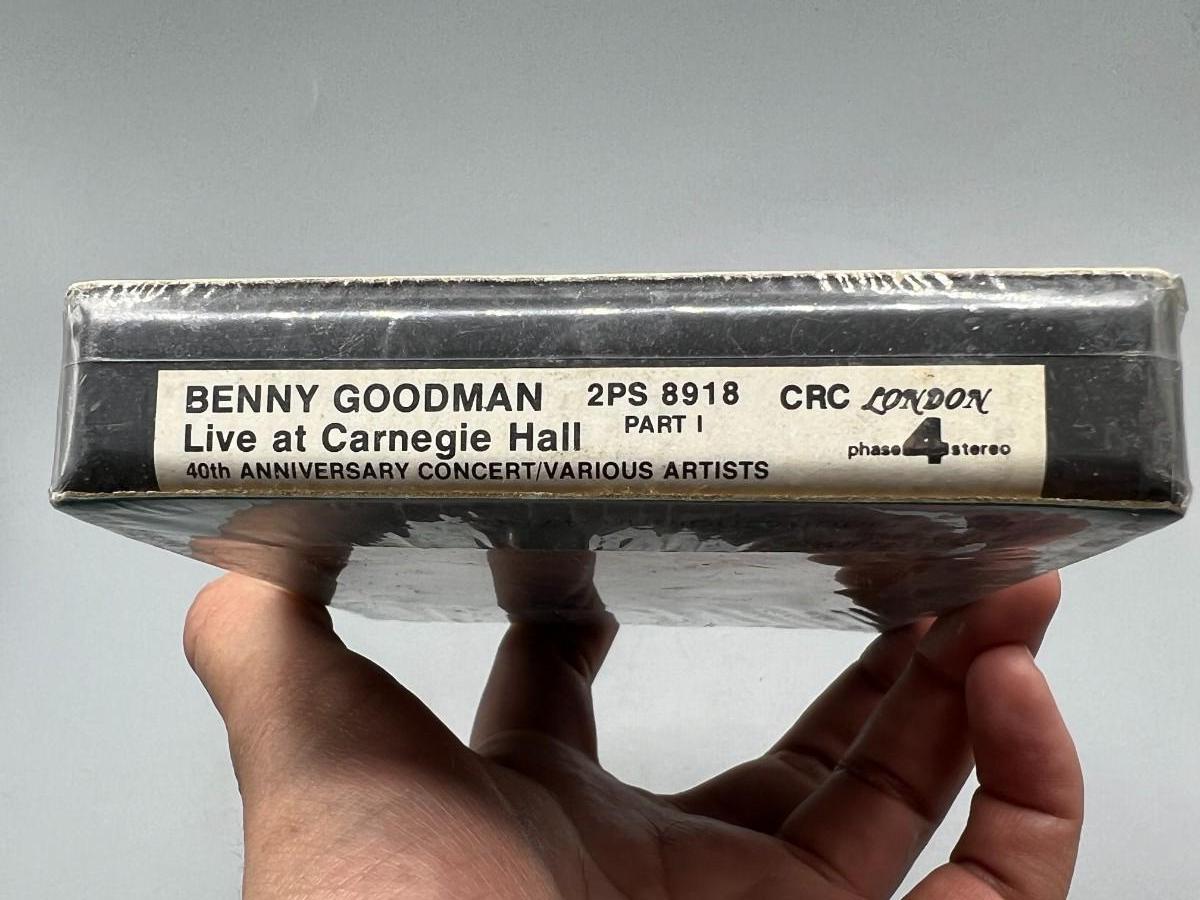 BENNY GOODMAN 2PS 8918 CRC LONDON
Live at Carnegie Hall PART I phase 4 stereo
40th ANNIVERSARY CONCERT/VARIOUS ARTISTS